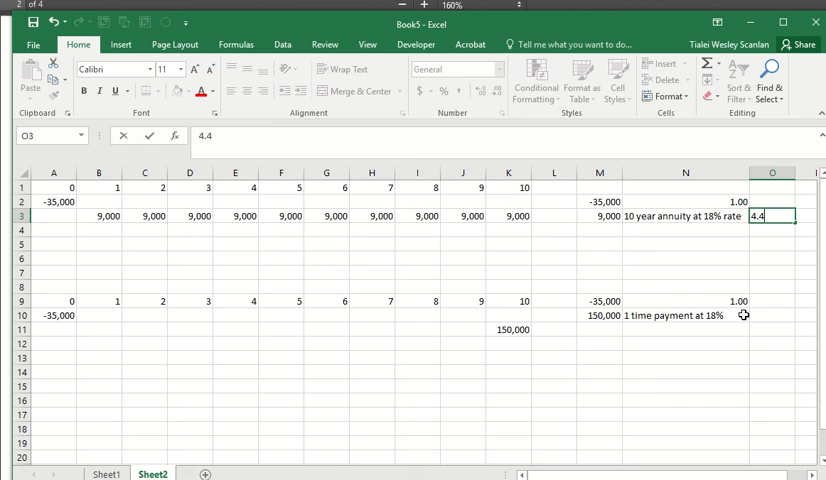 2 of 4 160%
Book5 - Excel
File Home Insert Page Layout Formulas Data Review View Developer Acrobat Tell me what you want to do... Tialei Wesley Scanlan Share
Paste Calibri 11 A A Wrap Text General Conditional Format as Cell Insert Sort & Find &
B I U A Merge & Center $ % Formatting Table Styles Delete Filter Select
Format
Clipboard Font Alignment Number Styles Cells Editing
O3 fx 4.4
A B C D E F G H I J K L M N O
1 0 1 2 3 4 5 6 7 8 9 10
2 -35,000 -35,000 1.00
3 9,000 9,000 9,000 9,000 9,000 9,000 9,000 9,000 9,000 9,000 9,000 10 year annuity at 18% rate 4.4
4
5
6
7
8
9 0 1 2 3 4 5 6 7 8 9 10 -35,000 1.00
10 -35,000 150,000 1 time payment at 18%
11 150,000
12
13
14
15
16
17
18
19
20
Sheet1 Sheet2